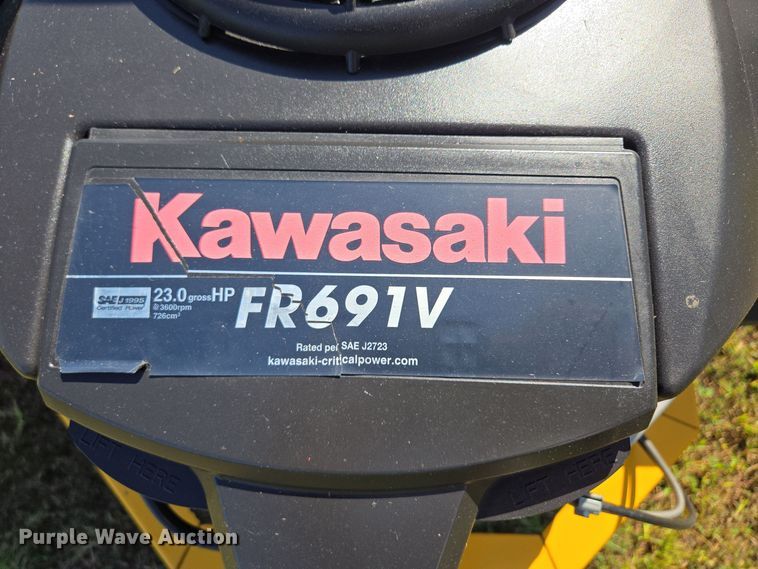 Kawasaki
SAE J1995
Certified Power
23.0 gross HP
@ 3600rpm
726cm³
FR691V
Rated per SAE J2723
kawasaki-criticalpower.com
LIFT HERE
LIFT HERE
Purple Wave Auction